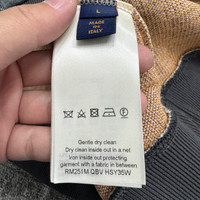 L
MADE
IN
ITALY
Gentle dry clean
Dry clean inside out in a net
Iron inside out protecting
garment with a fabric in between
RM251M QBV HSY35W